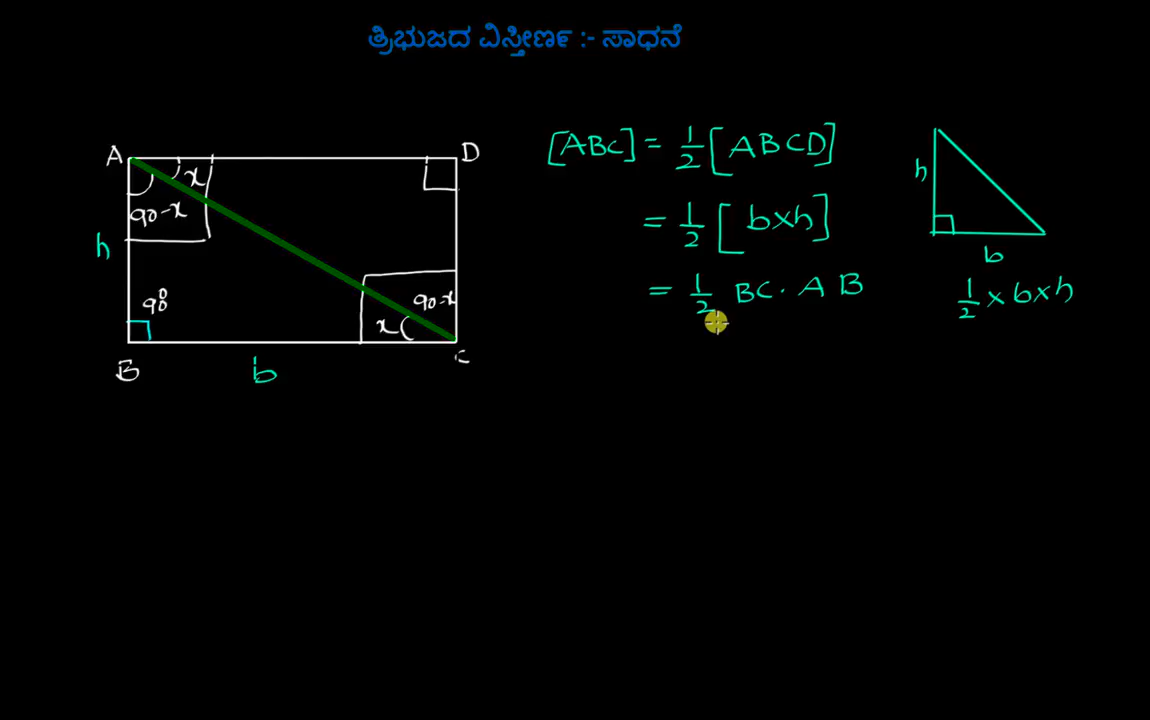 ತ್ರಿಭುಜದ ವಿಸ್ತೀರ್ಣ :- ಸಾಧನೆ
A
D
x
90-x
h
90°
90-x
x
B
b
C
[ABC] = 1/2 [ABCD]
= 1/2 [b×h]
= 1/2 BC · AB
h
b
1/2 × b × h